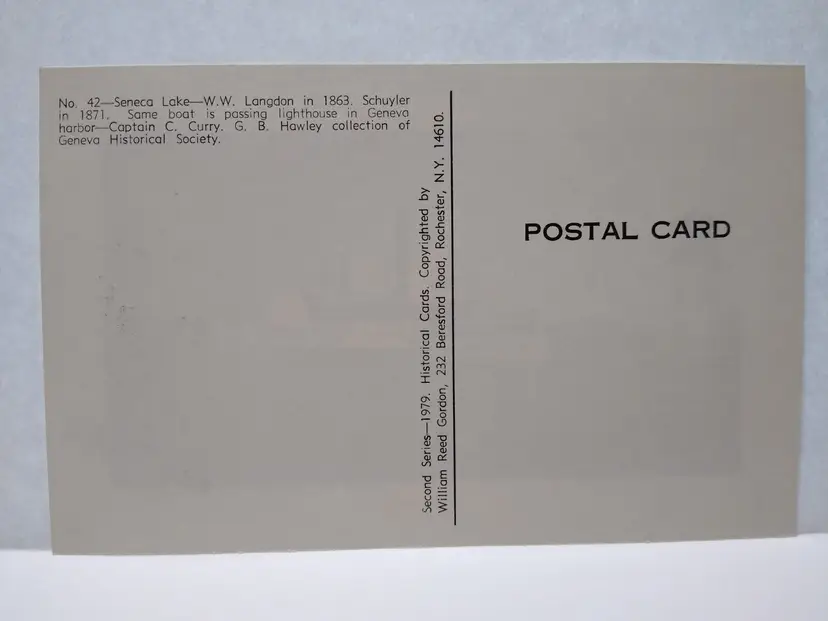 No. 42—Seneca Lake—W.W. Langdon in 1863. Schuyler
in 1871. Same boat is passing lighthouse in Geneva
harbor—Captain C. Curry. G. B. Hawley collection of
Geneva Historical Society.
Second Series—1979. Historical Cards. Copyrighted by
William Reed Gordon, 232 Beresford Road, Rochester, N.Y. 14610.
POSTAL CARD